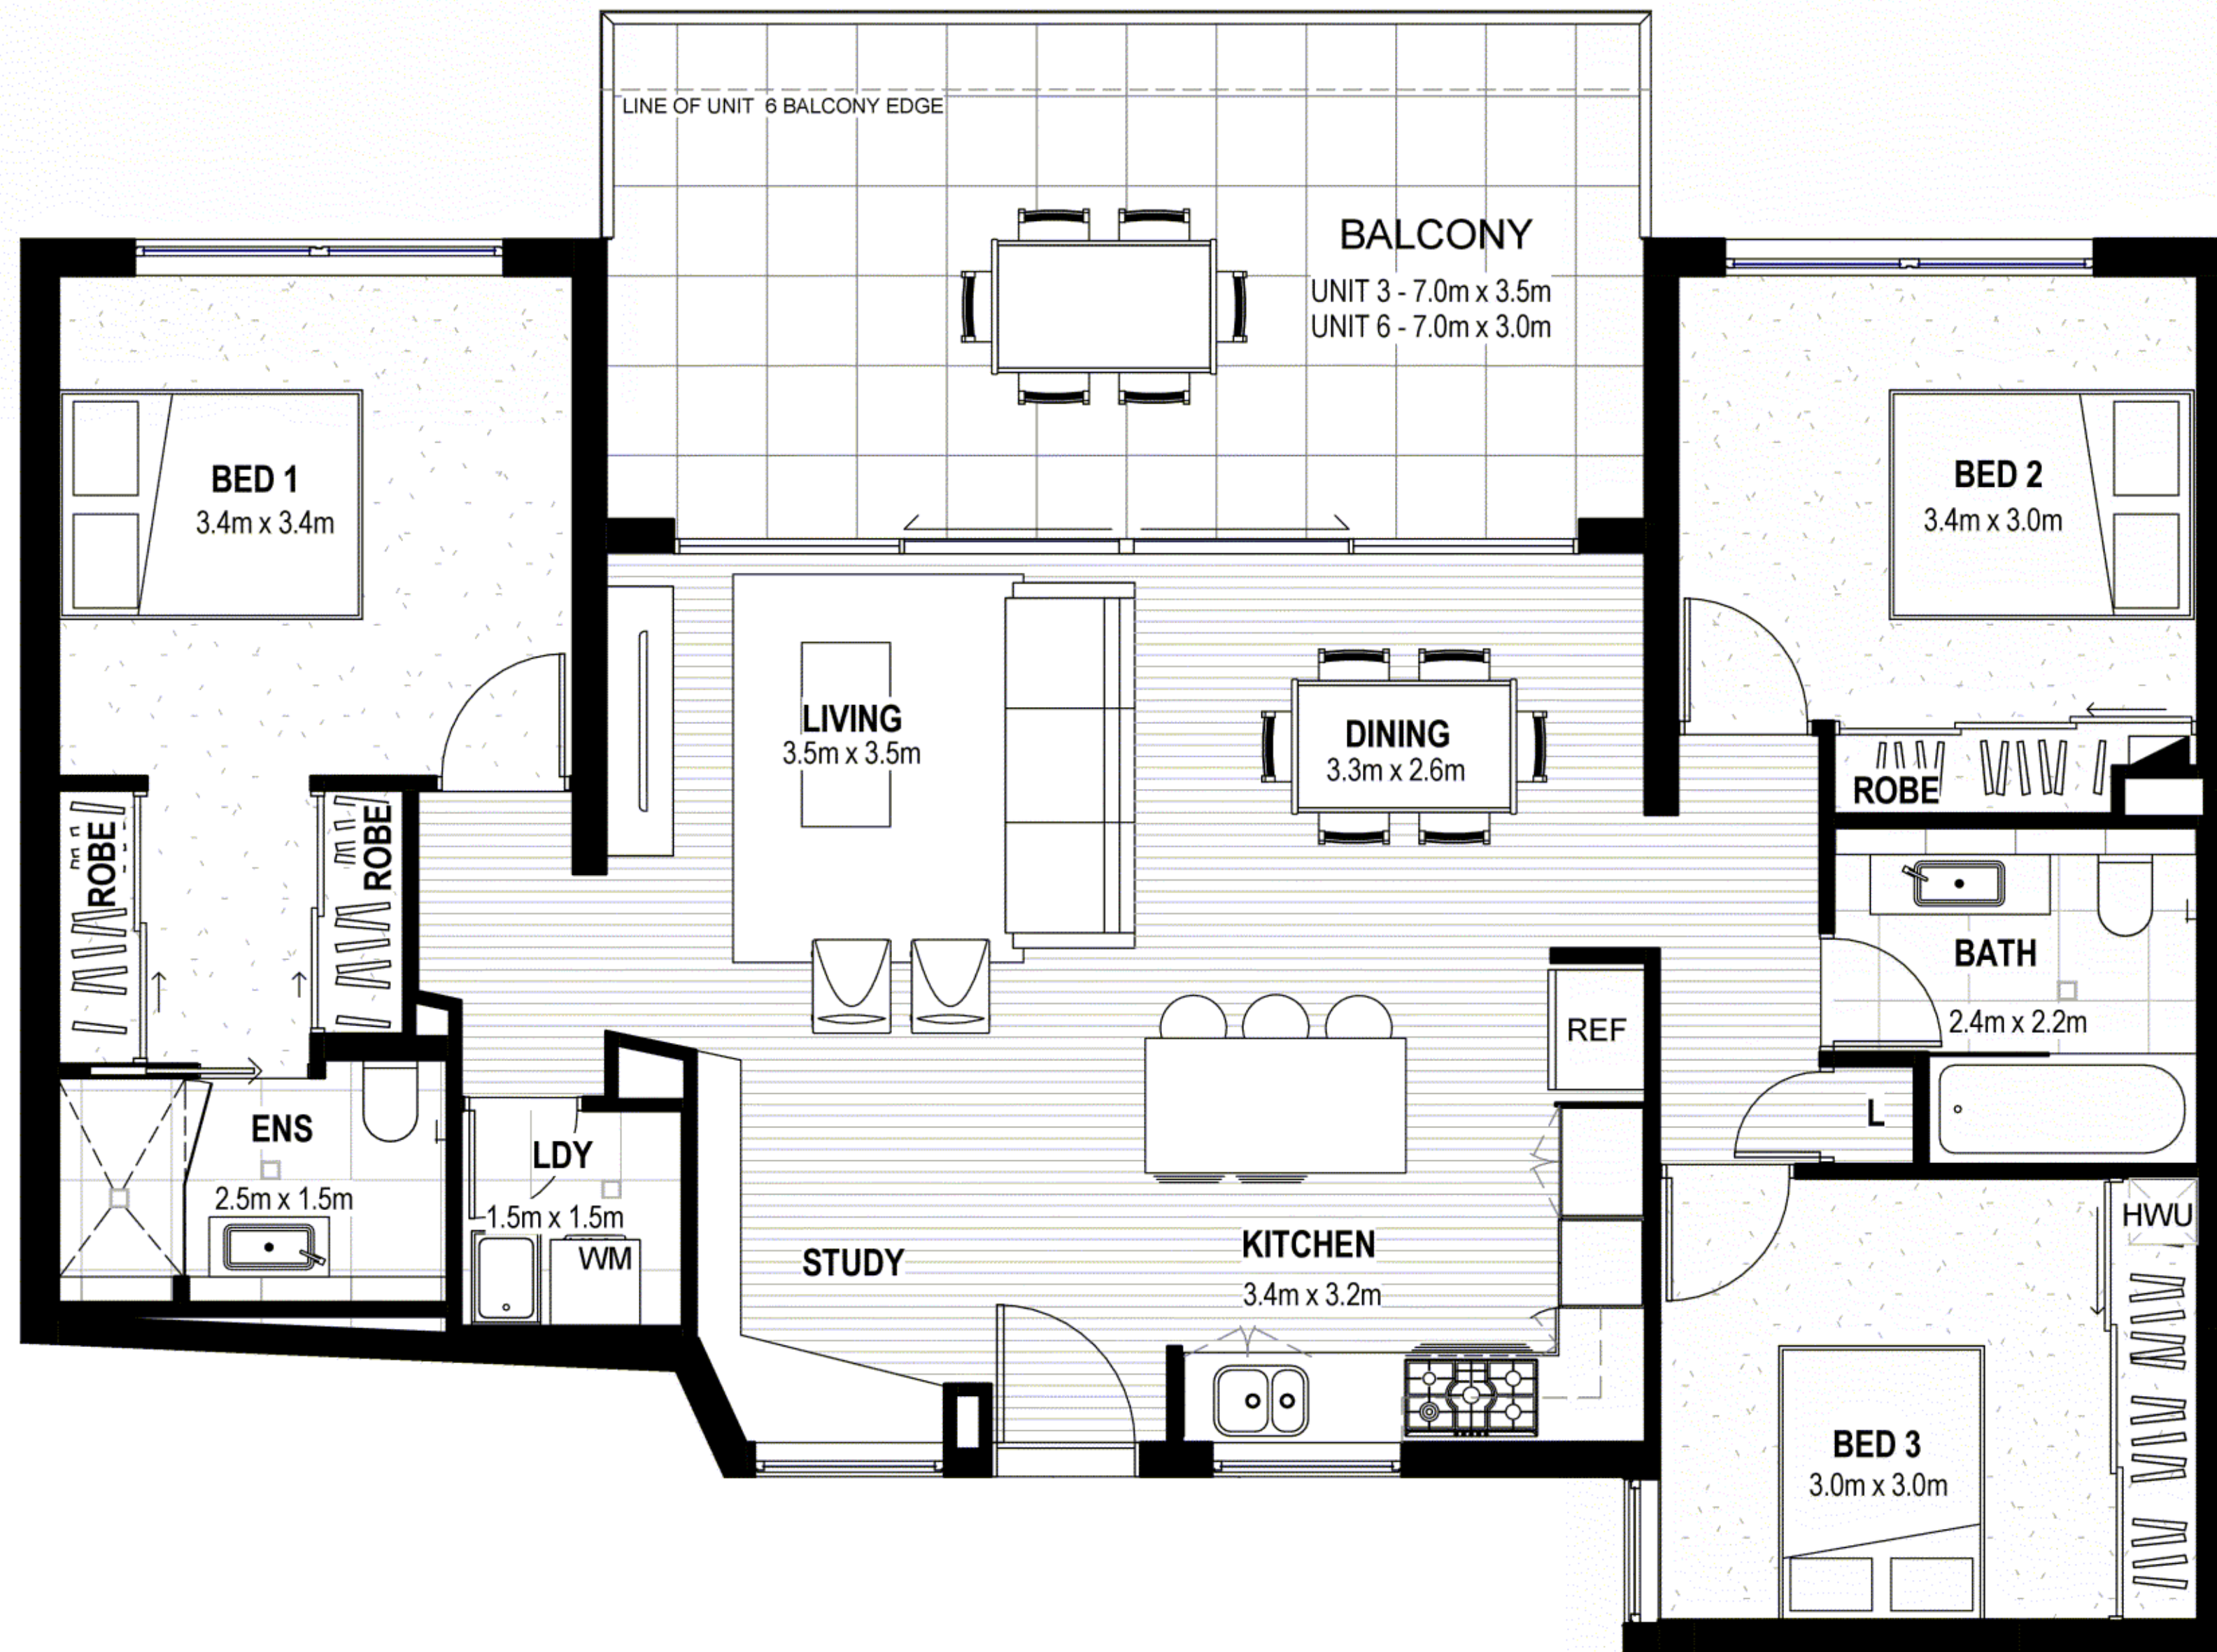 LINE OF UNIT 6 BALCONY EDGE
BALCONY
UNIT 3 - 7.0m x 3.5m
UNIT 6 - 7.0m x 3.0m
BED 1
3.4m x 3.4m
BED 2
3.4m x 3.0m
LIVING
3.5m x 3.5m
DINING
3.3m x 2.6m
ROBE
ROBE
ROBE
BATH
2.4m x 2.2m
REF
L
ENS
2.5m x 1.5m
LDY
1.5m x 1.5m
WM
STUDY
KITCHEN
3.4m x 3.2m
HWU
BED 3
3.0m x 3.0m